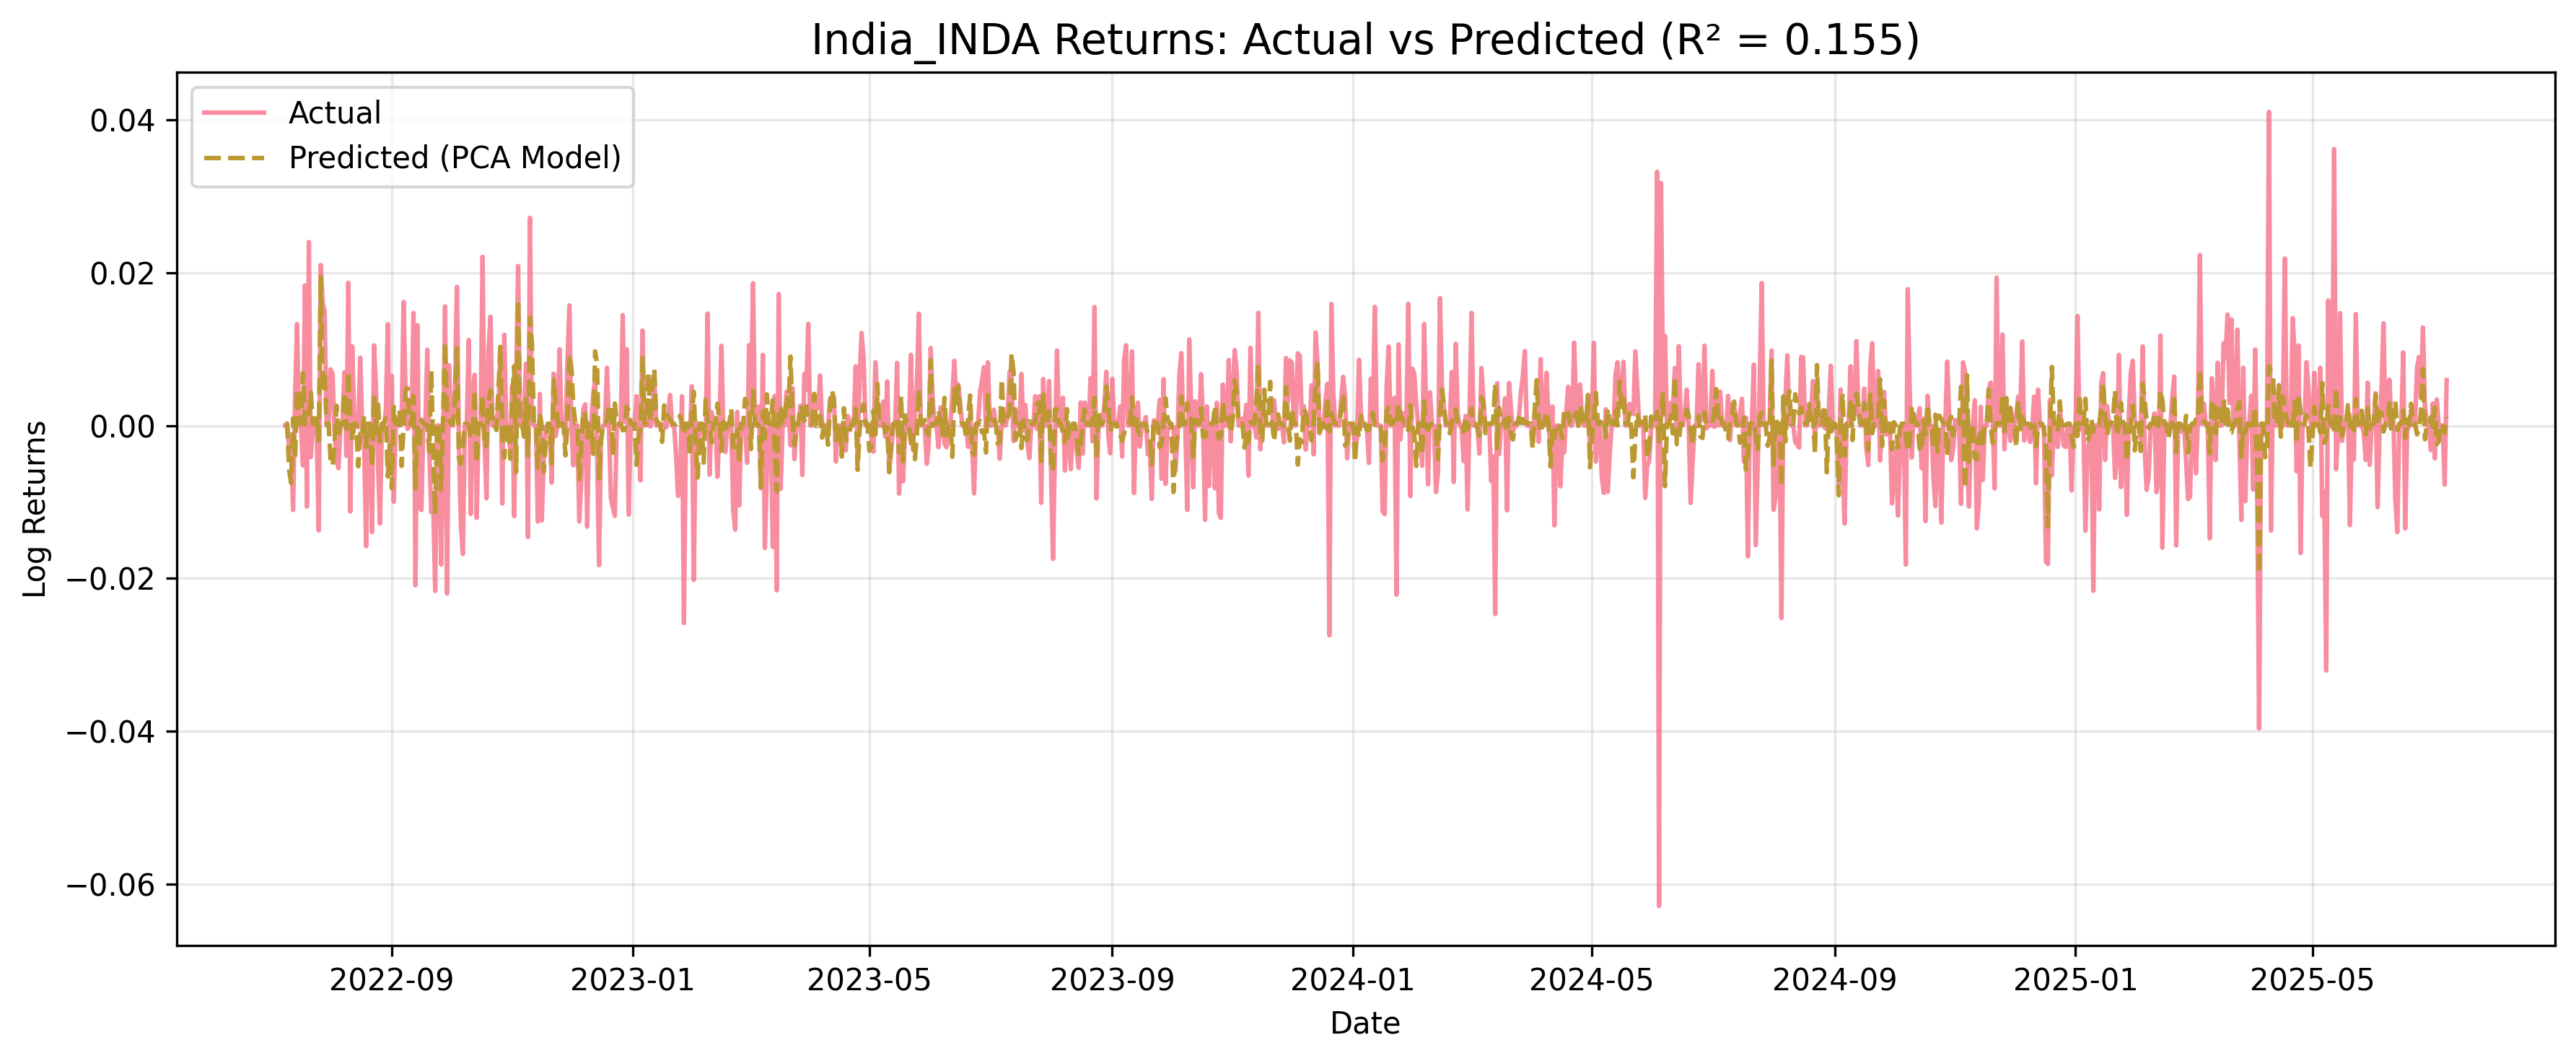 India_INDA Returns: Actual vs Predicted (R² = 0.155)
Actual
Predicted (PCA Model)
0.04
0.02
0.00
−0.02
−0.04
−0.06
Log Returns
2022-09 2023-01 2023-05 2023-09 2024-01 2024-05 2024-09 2025-01 2025-05
Date